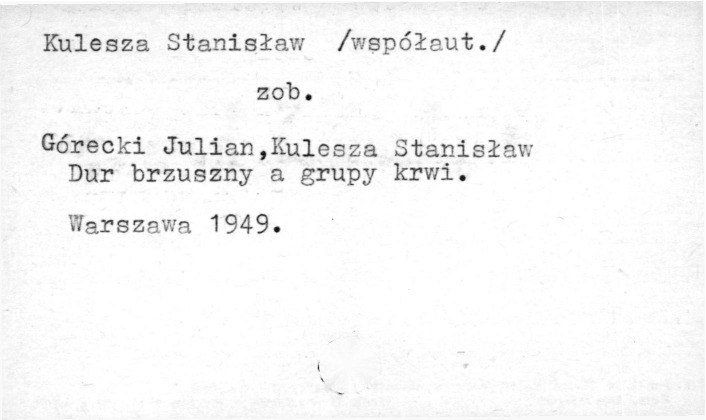 Kulesza Stanisław /współaut./
zob.
Górecki Julian,Kulesza Stanisław
Dur brzuszny a grupy krwi.
Warszawa 1949.